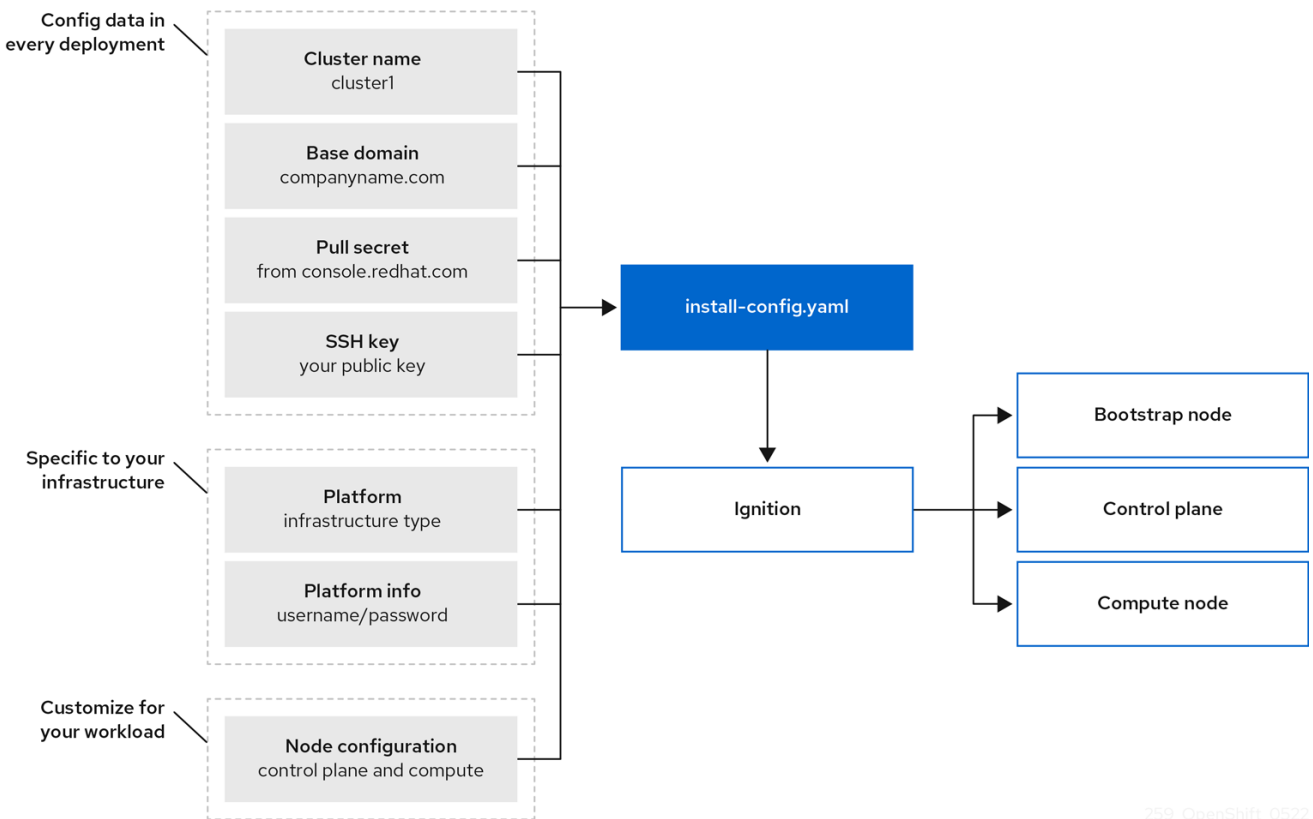 Config data in
every deployment
Cluster name
cluster1
Base domain
companyname.com
Pull secret
from console.redhat.com
SSH key
your public key
install-config.yaml
Specific to your
infrastructure
Platform
infrastructure type
Platform info
username/password
Ignition
Bootstrap node
Control plane
Compute node
Customize for
your workload
Node configuration
control plane and compute
259_OpenShift_0522